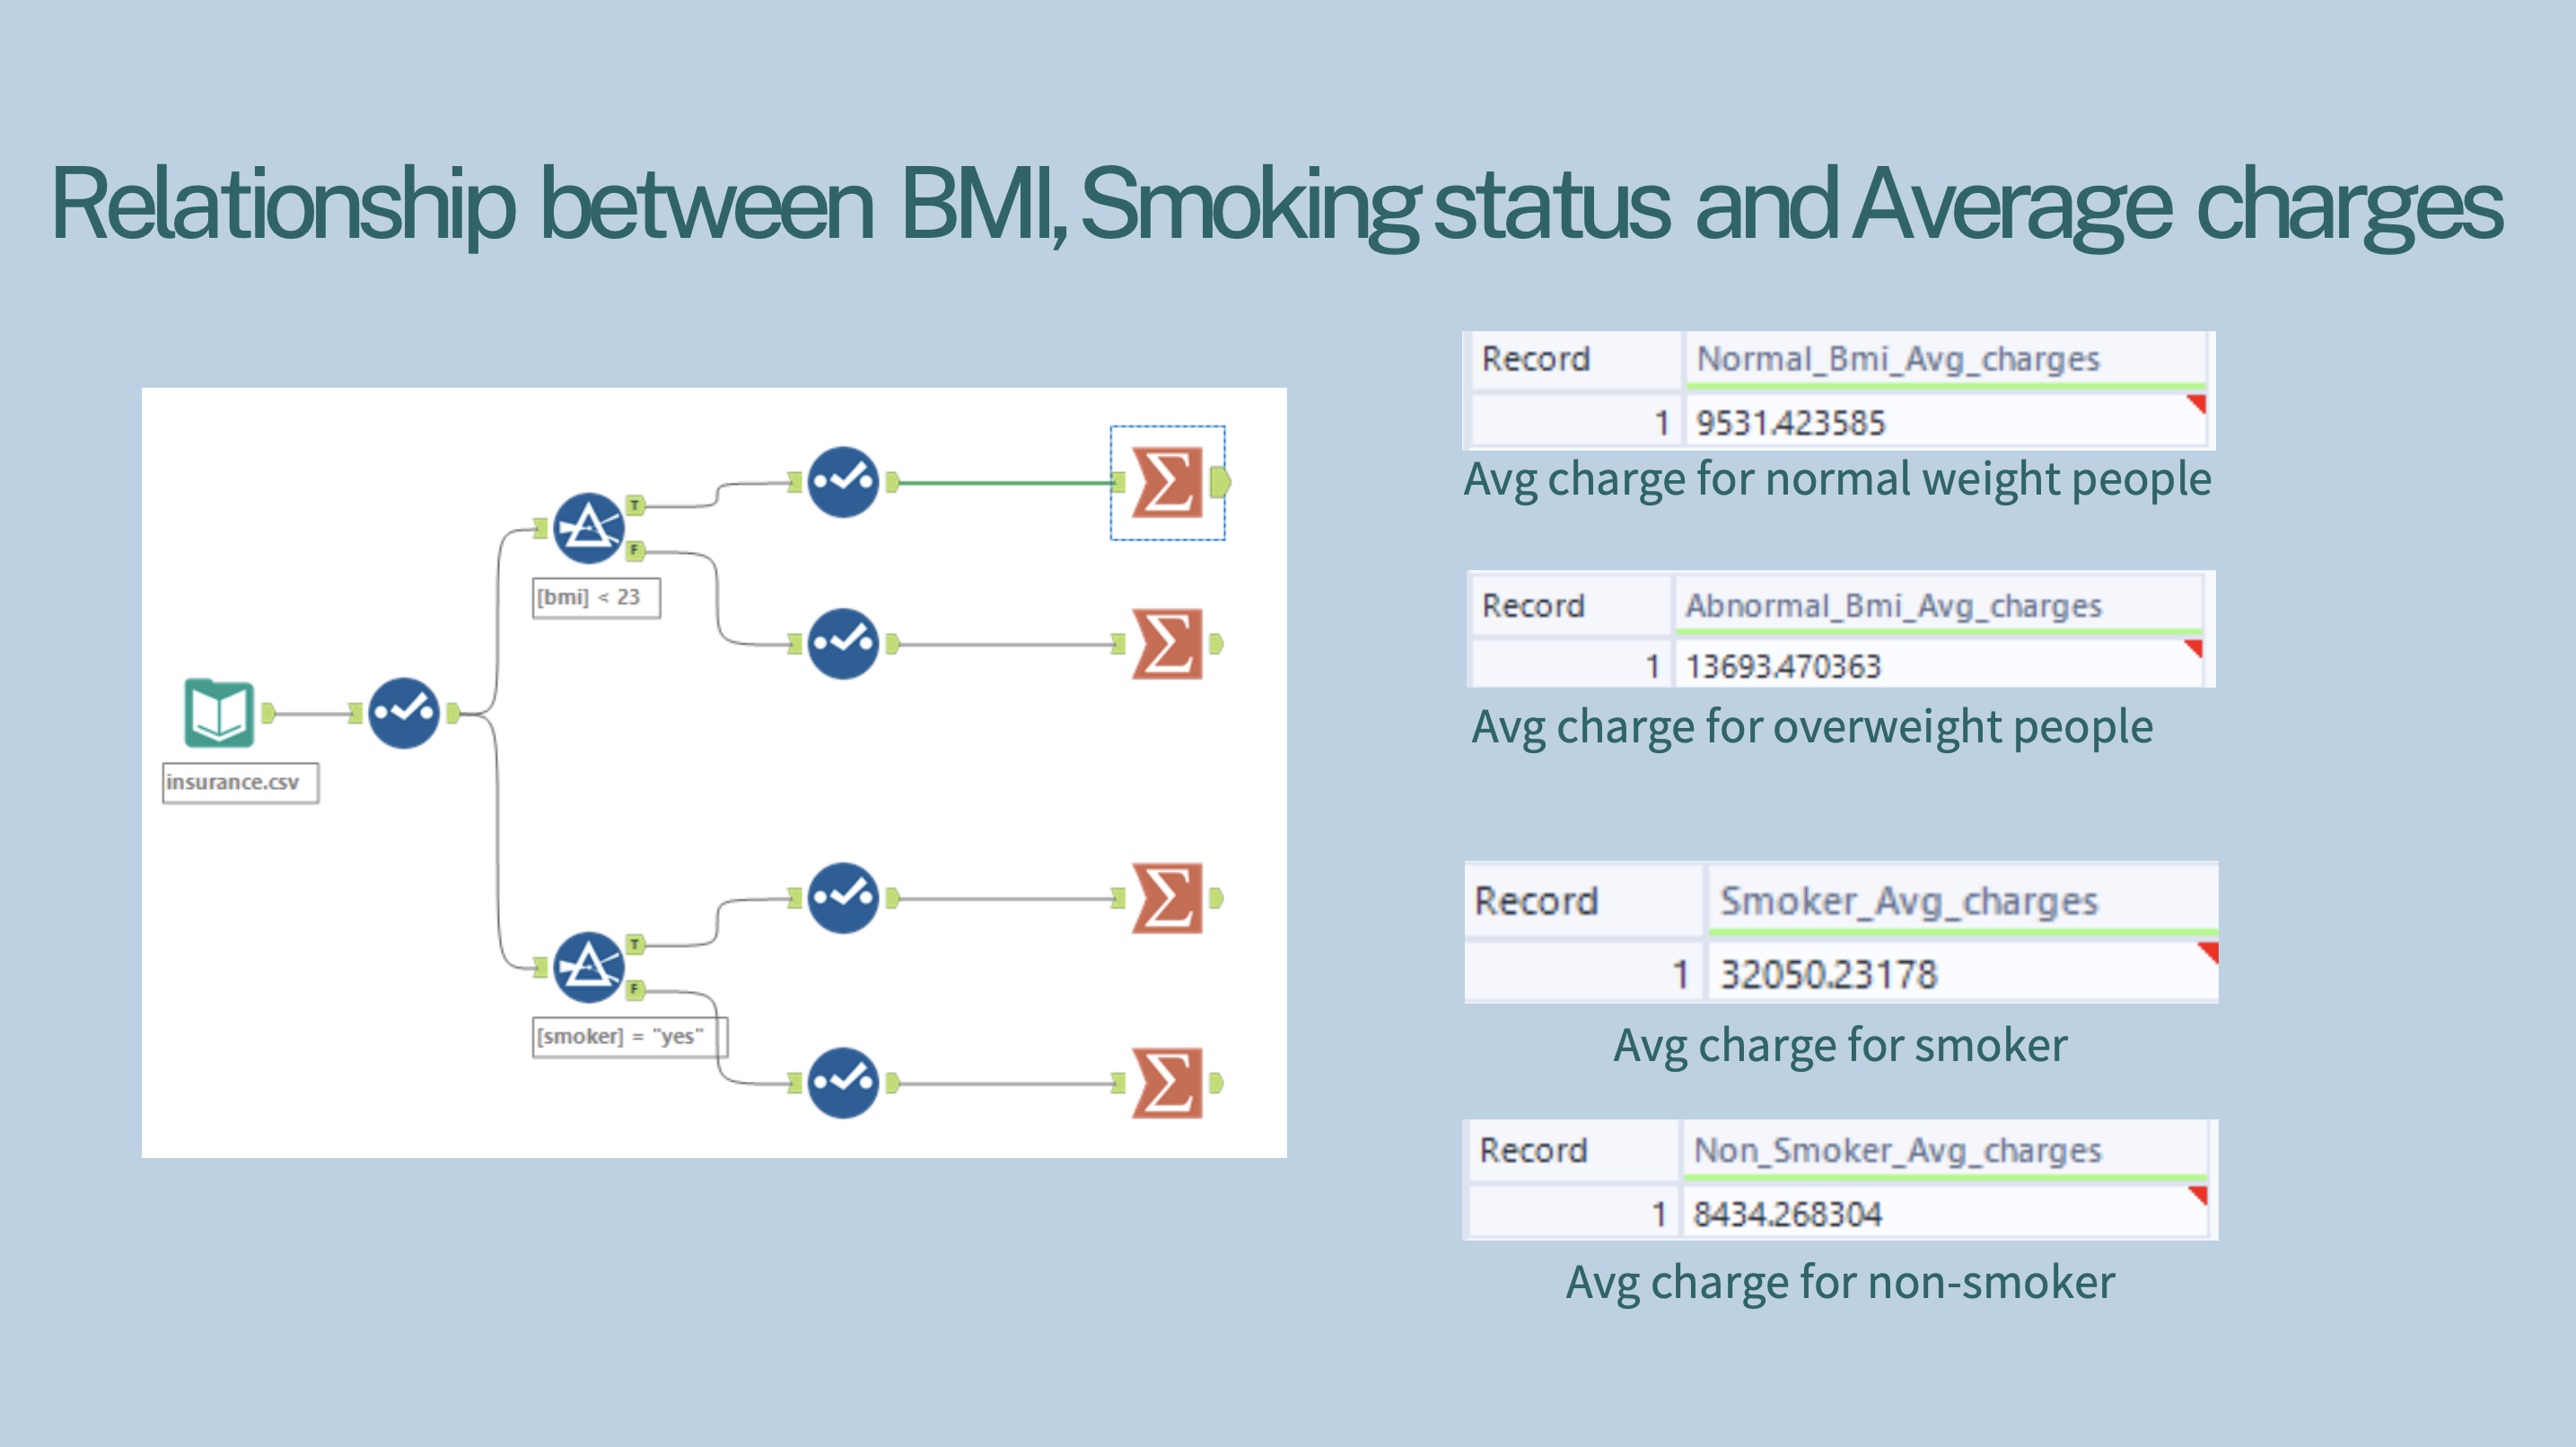 Relationship between BMI, Smoking status and Average charges
insurance.csv
T
F
[bmi] < 23
T
F
[smoker] = "yes"
Record Normal_Bmi_Avg_charges
1 9531.423585
Avg charge for normal weight people
Record Abnormal_Bmi_Avg_charges
1 13693.470363
Avg charge for overweight people
Record Smoker_Avg_charges
1 32050.23178
Avg charge for smoker
Record Non_Smoker_Avg_charges
1 8434.268304
Avg charge for non-smoker